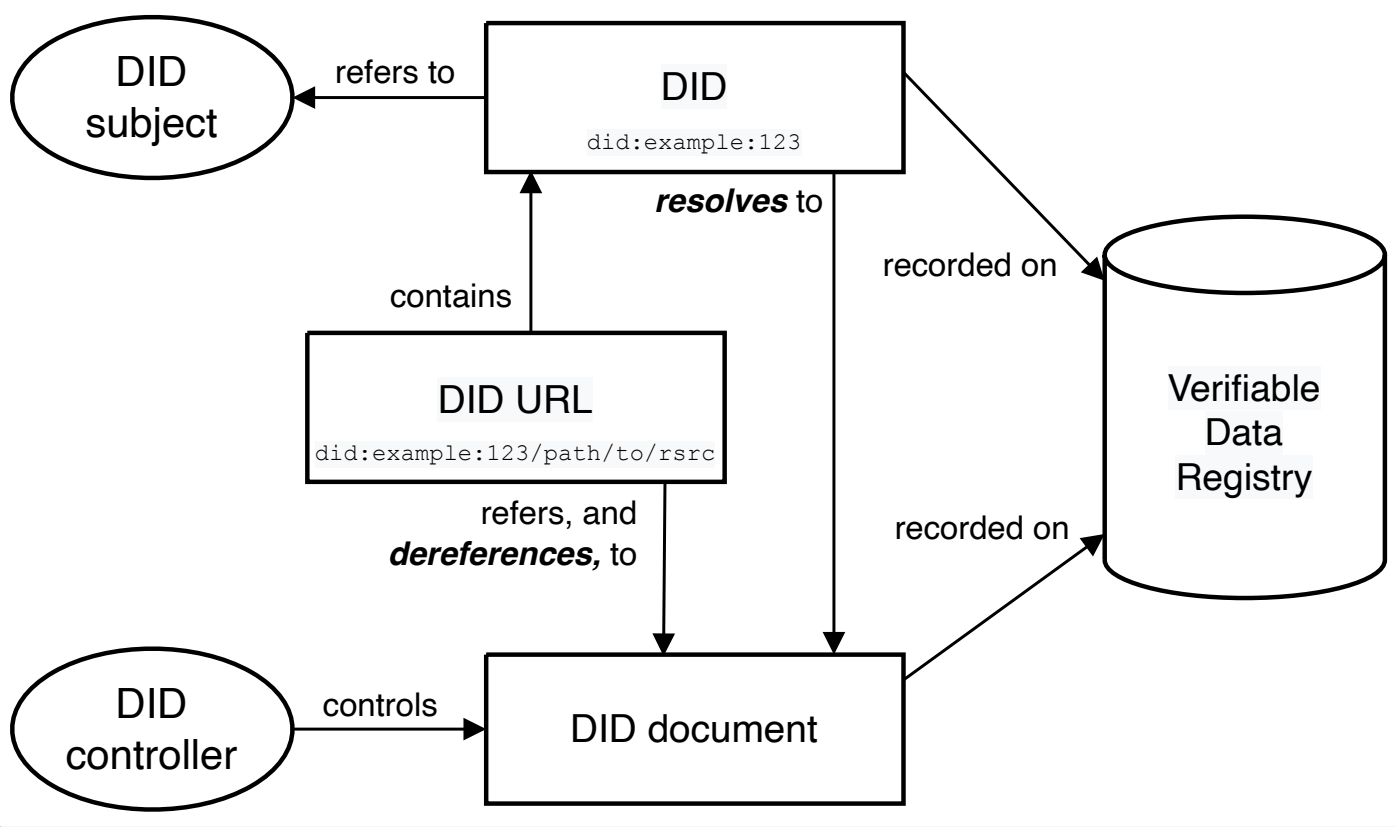 DID
subject
refers to
DID
did:example:123
resolves to
recorded on
contains
DID URL
did:example:123/path/to/rsrc
Verifiable
Data
Registry
refers, and
dereferences, to
recorded on
DID
controller
controls
DID document